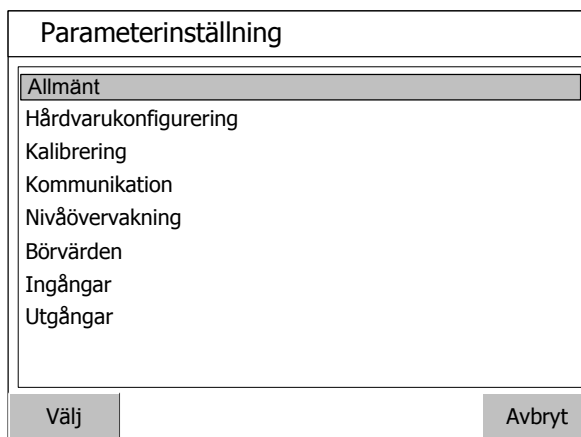 Parameterinställning
Allmänt
Hårdvarukonfigurering
Kalibrering
Kommunikation
Nivåövervakning
Börvärden
Ingångar
Utgångar
Välj
Avbryt